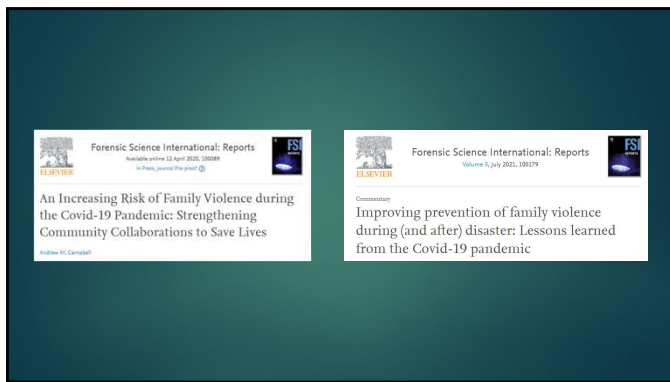 Forensic Science International: Reports
Available online 12 April 2020, 100089
In Press, Journal Pre-proof
ELSEVIER
FSI
REPORTS
An Increasing Risk of Family Violence during
the Covid-19 Pandemic: Strengthening
Community Collaborations to Save Lives
Andrew M. Campbell
Forensic Science International: Reports
Volume 3, July 2021, 100179
ELSEVIER
FSI
REPORTS
Commentary
Improving prevention of family violence
during (and after) disaster: Lessons learned
from the Covid-19 pandemic